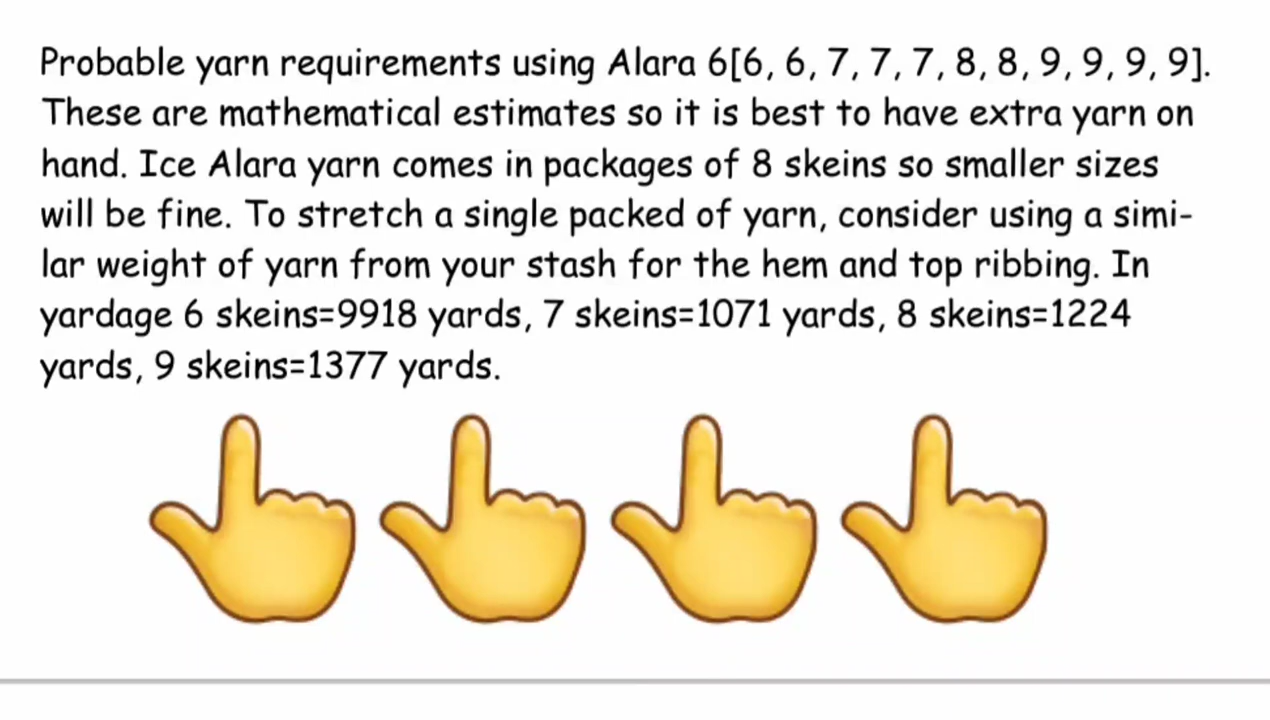 Probable yarn requirements using Alara 6[6, 6, 7, 7, 7, 8, 8, 9, 9, 9, 9].
These are mathematical estimates so it is best to have extra yarn on
hand. Ice Alara yarn comes in packages of 8 skeins so smaller sizes
will be fine. To stretch a single packed of yarn, consider using a simi-
lar weight of yarn from your stash for the hem and top ribbing. In
yardage 6 skeins=9918 yards, 7 skeins=1071 yards, 8 skeins=1224
yards, 9 skeins=1377 yards.